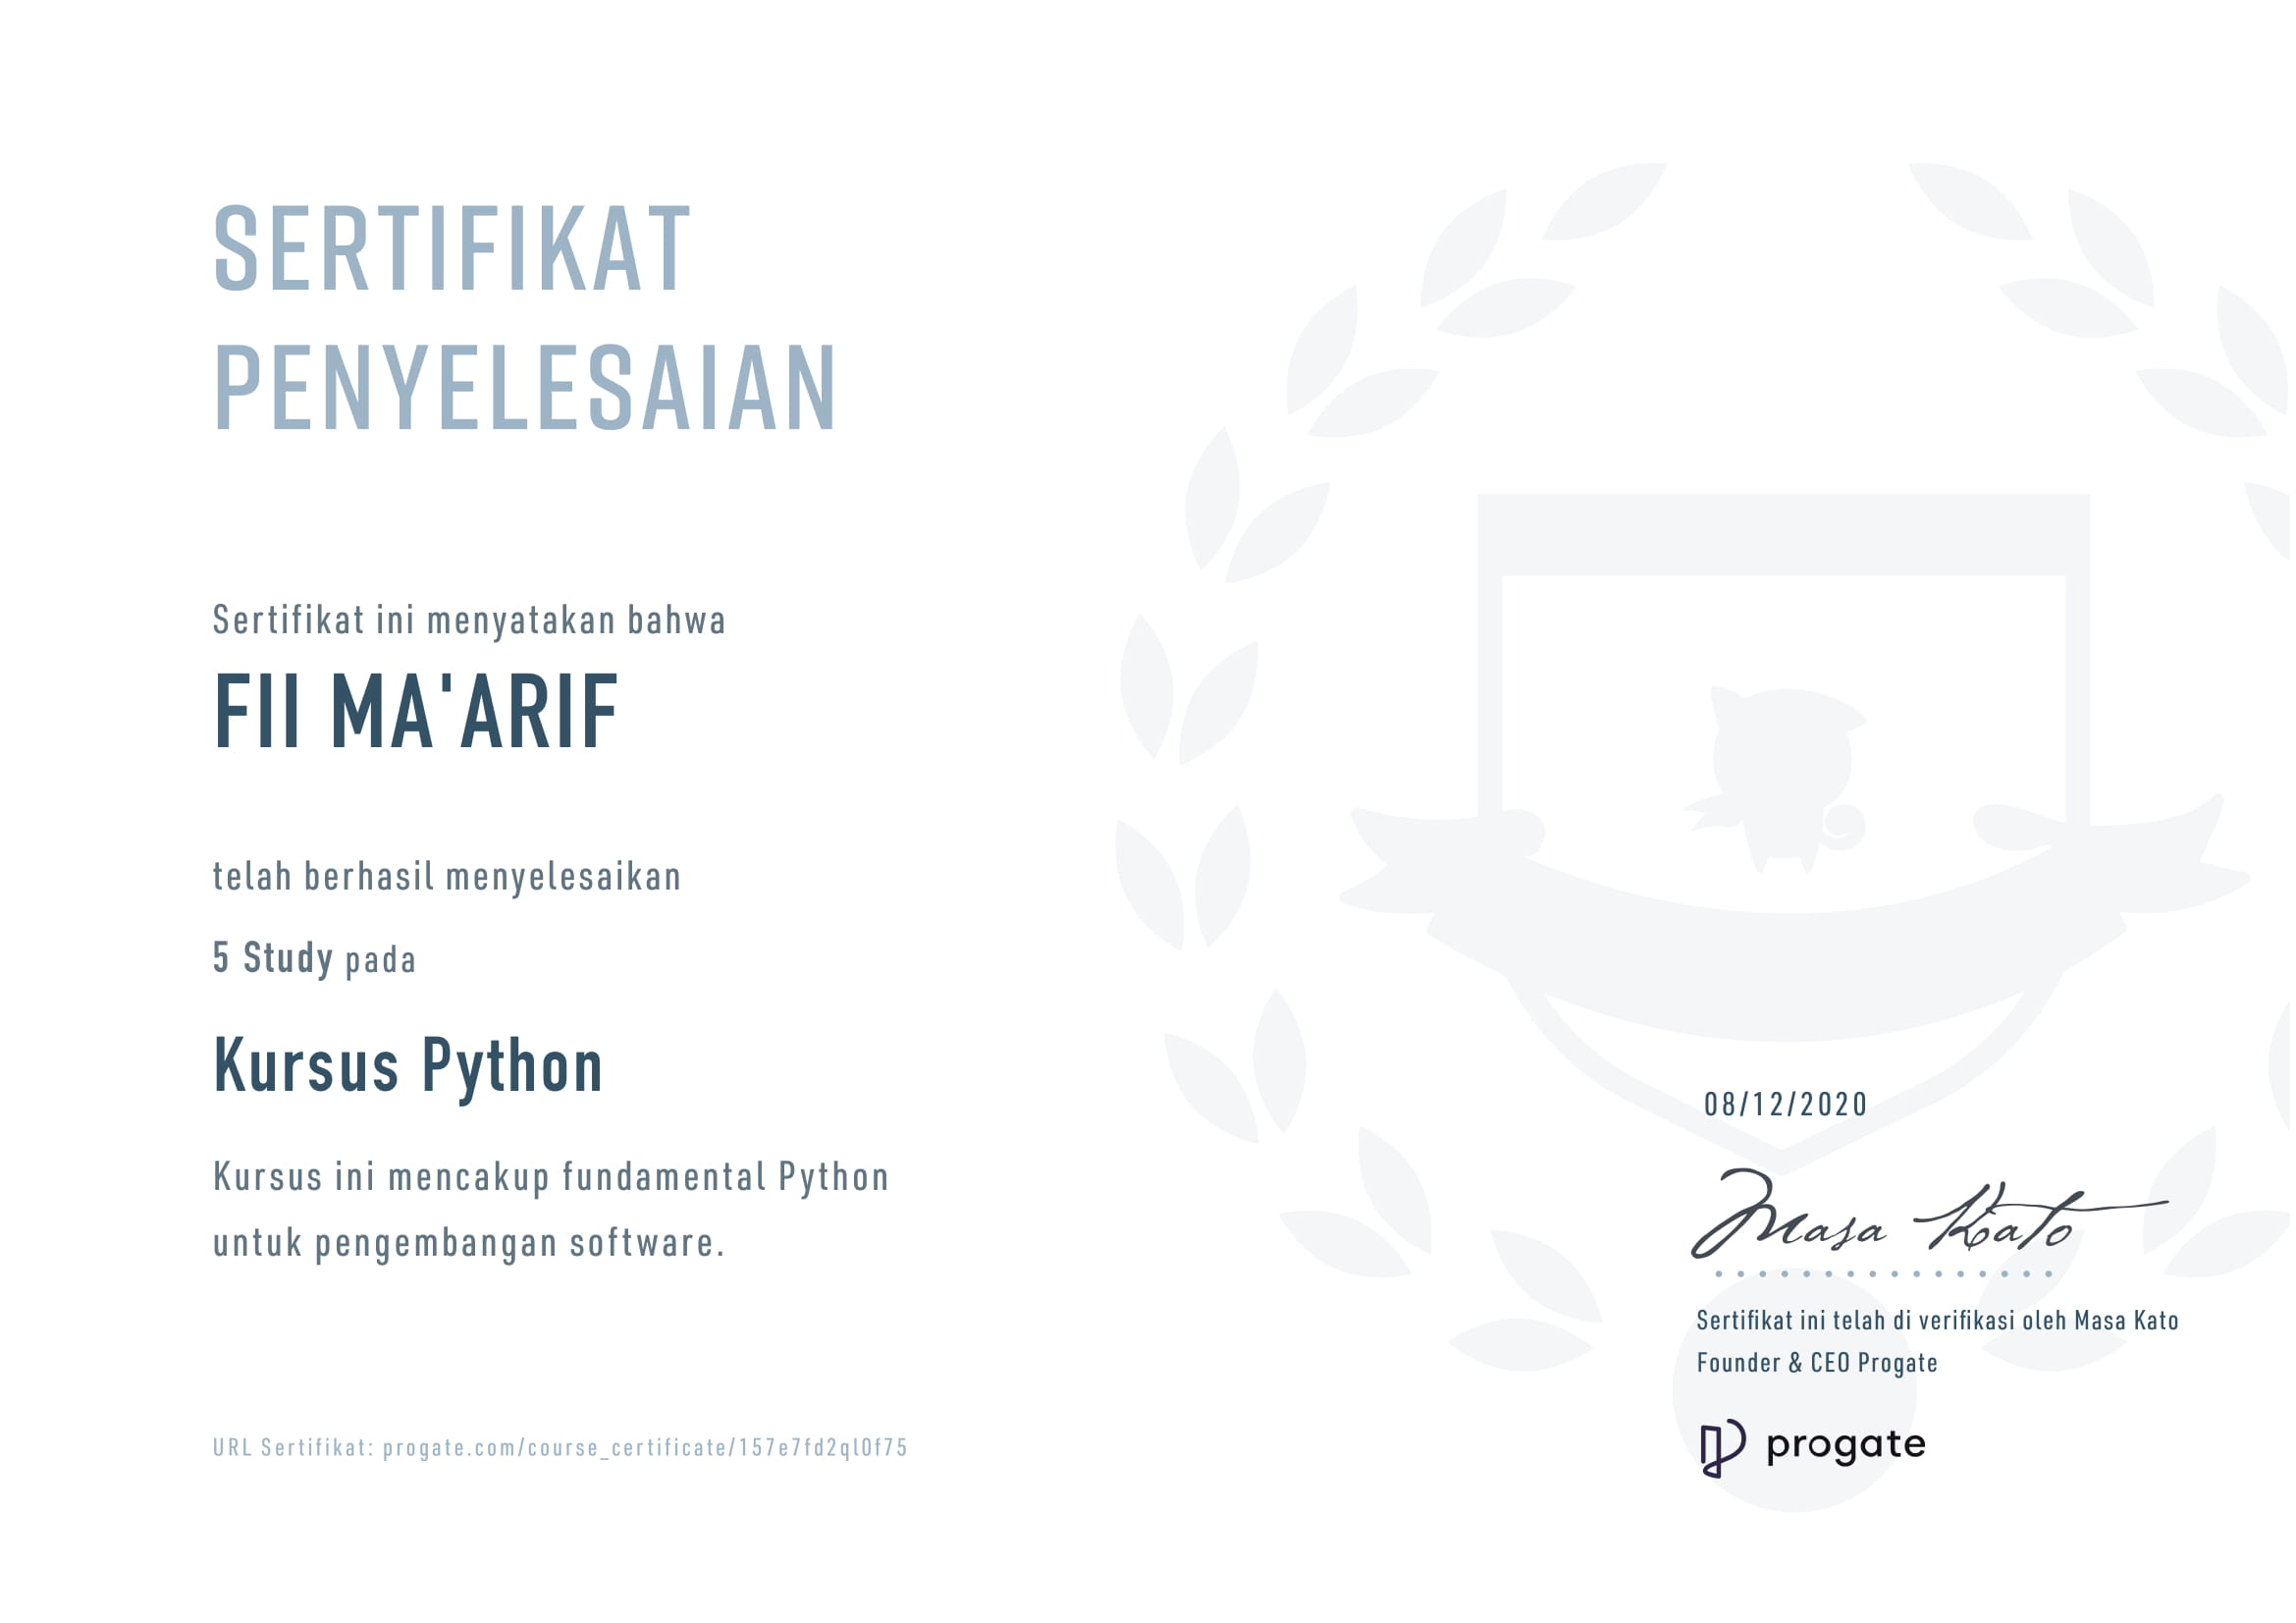 SERTIFIKAT
PENYELESAIAN
Sertifikat ini menyatakan bahwa
FII MA'ARIF
telah berhasil menyelesaikan
5 Study pada
Kursus Python
Kursus ini mencakup fundamental Python
untuk pengembangan software.
URL Sertifikat: progate.com/course_certificate/157e7fd2ql0f75
08/12/2020
Masa Kato
Sertifikat ini telah di verifikasi oleh Masa Kato
Founder & CEO Progate
progate